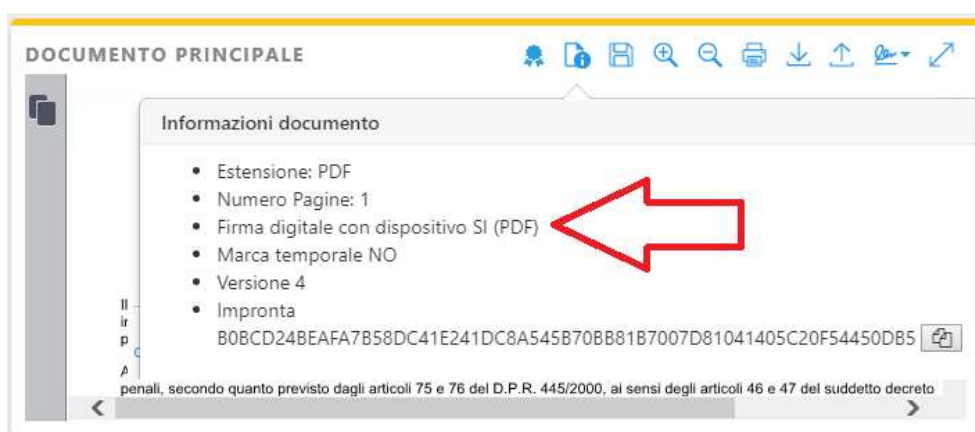 DOCUMENTO PRINCIPALE
Informazioni documento
Estensione: PDF
Numero Pagine: 1
Firma digitale con dispositivo SI (PDF)
Marca temporale NO
Versione 4
Impronta
B0BCD24BEAFA7B58DC41E241DC8A545B70BB81B7007D81041405C20F54450DB5
Il
ir
p
A
penali, secondo quanto previsto dagli articoli 75 e 76 del D.P.R. 445/2000, ai sensi degli articoli 46 e 47 del suddetto decreto